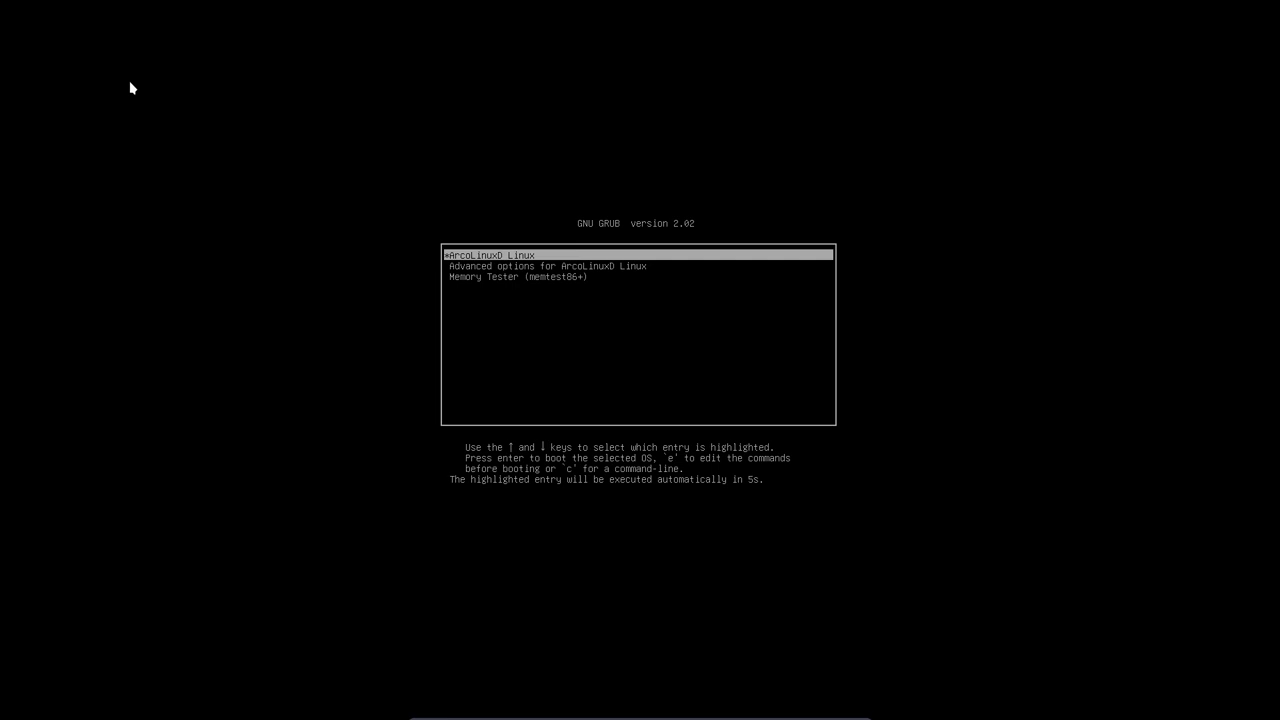 GNU GRUB  version 2.02
*ArcoLinuxD Linux
Advanced options for ArcoLinuxD Linux
Memory Tester (memtest86+)
Use the ↑ and ↓ keys to select which entry is highlighted.
Press enter to boot the selected OS, `e' to edit the commands
before booting or `c' for a command-line.
The highlighted entry will be executed automatically in 5s.